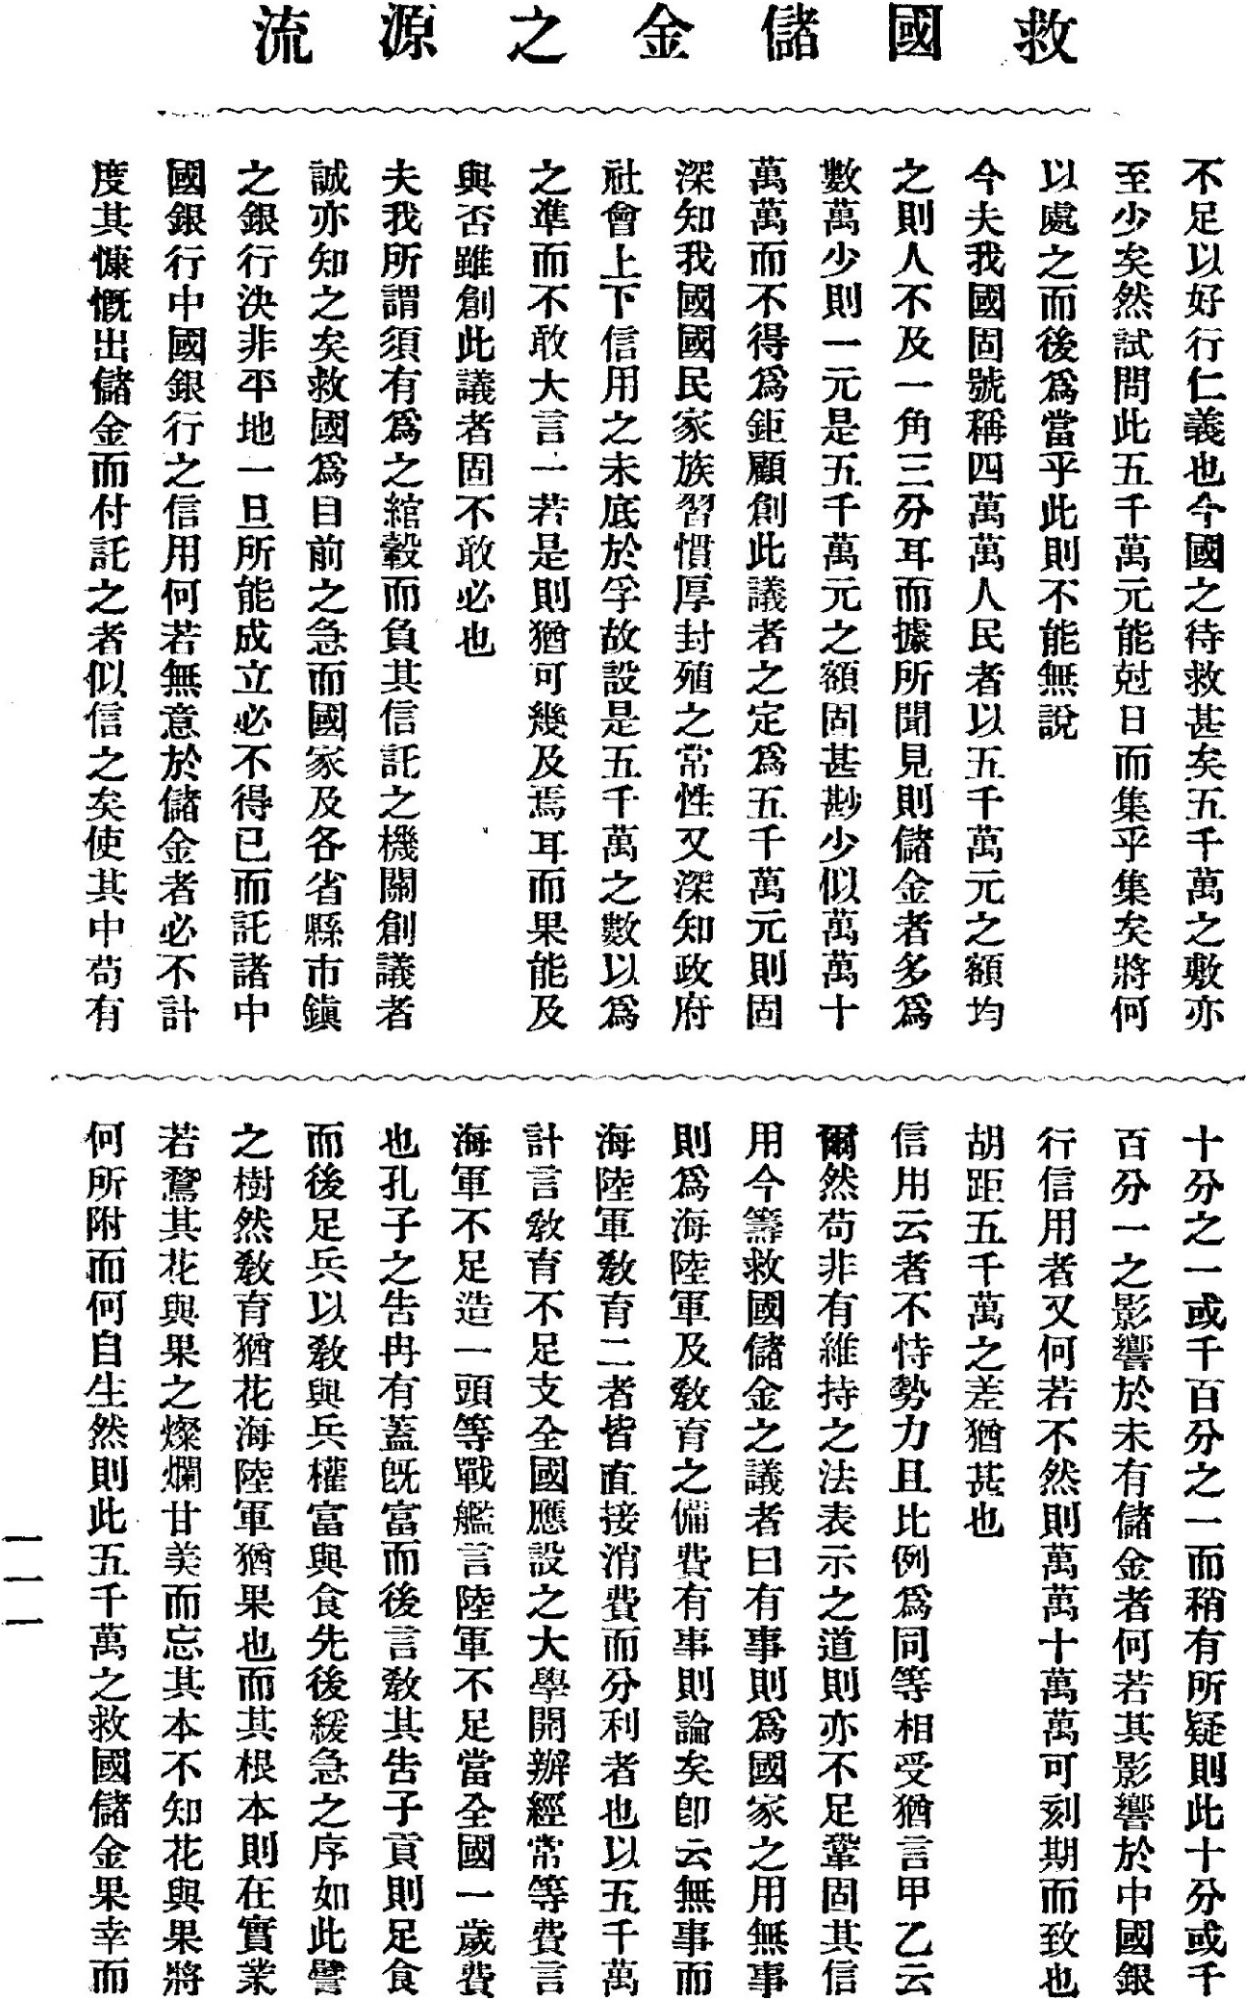 救國儲金之源流
不足以好行仁義也今國之待救甚矣五千萬之敷亦
至少矣然試問此五千萬元能尅日而集乎集矣將何
以處之而後爲當乎此則不能無說
今夫我國固號稱四萬萬人民者以五千萬元之額均
之則人不及一角三分耳而據所聞見則儲金者多爲
數萬少則一元是五千萬元之額固甚尠少似萬萬十
萬萬而不得爲鉅顧創此議者之定爲五千萬元則固
深知我國國民家族習慣厚封殖之常性又深知政府
社會上下信用之未底於孚故設是五千萬之數以爲
之準而不敢大言一若是則猶可幾及焉耳而果能及
與否雖創此議者固不敢必也
夫我所謂須有爲之綰轂而負其信託之機關創議者
誠亦知之矣救國爲目前之急而國家及各省縣市鎭
之銀行決非平地一旦所能成立必不得已而託諸中
國銀行中國銀行之信用何若無意於儲金者必不計
度其慷慨出儲金而付託之者似信之矣使其中苟有
十分之一或千百分之一而稍有所疑則此十分或千
百分一之影響於未有儲金者何若其影響於中國銀
行信用者又何若不然則萬萬十萬萬可刻期而致也
胡距五千萬之差猶甚也
信用云者不恃勢力且比例爲同等相受猶言甲乙云
爾然苟非有維持之法表示之道則亦不足鞏固其信
用今籌救國儲金之議者曰有事則爲國家之用無事
則爲海陸軍及敎育之備費有事則論矣卽云無事而
海陸軍敎育二者皆直接消費而分利者也以五千萬
計言敎育不足支全國應設之大學開辦經常等費言
海軍不足造一頭等戰艦言陸軍不足當全國一歲費
也孔子之告冉有蓋旣富而後言敎其告子貢則足食
而後足兵以敎與兵權富與食先後緩急之序如此譬
之樹然敎育猶花海陸軍猶果也而其根本則在實業
若騖其花與果之燦爛甘美而忘其本不知花與果將
何所附而何自生然則此五千萬之救國儲金果幸而
一一一